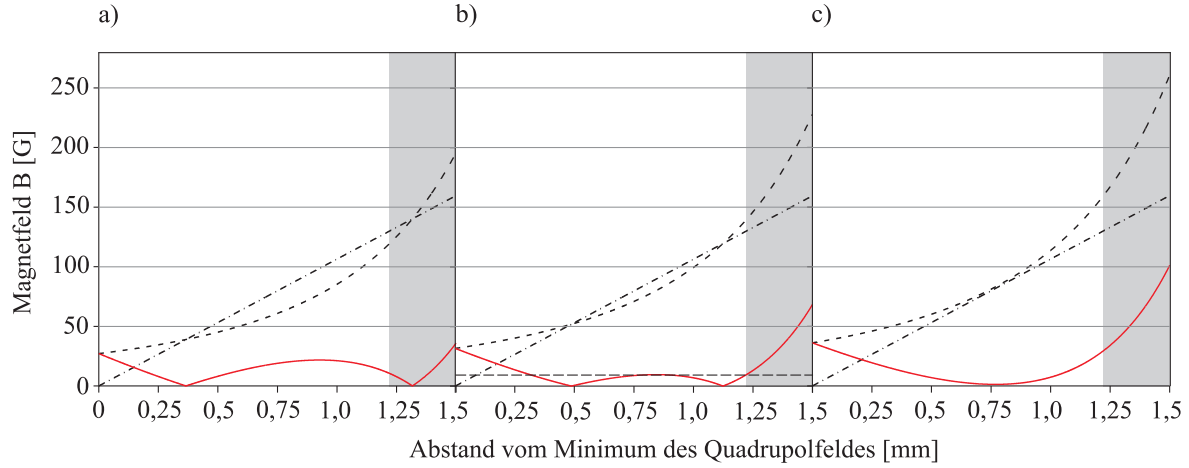 a)
b)
c)
Magnetfeld B [G]
250
200
150
100
50
0
0 0,25 0,5 0,75 1,0 1,25 1,5 0,25 0,5 0,75 1,0 1,25 1,5 0,25 0,5 0,75 1,0 1,25 1,5
Abstand vom Minimum des Quadrupolfeldes [mm]